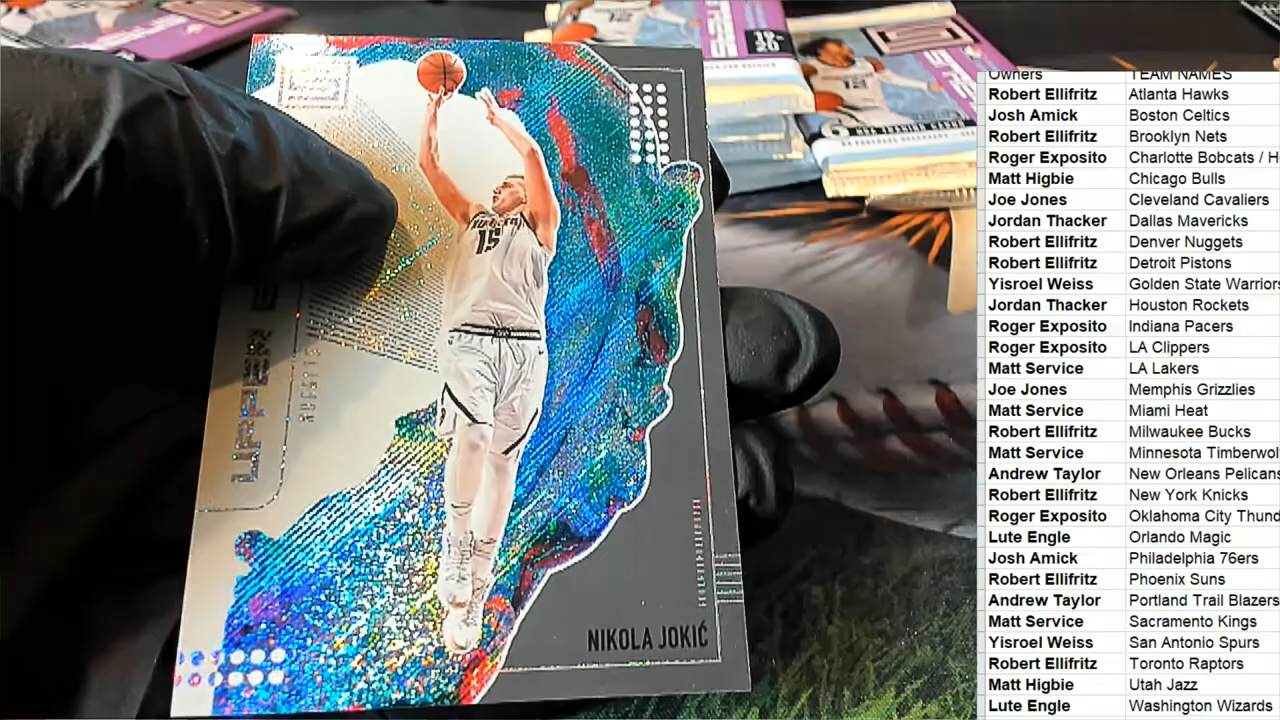 19-
20
15
UPPER
NUGGETS
NIKOLA JOKIĆ
Owners TEAM NAMES
Robert Ellifritz Atlanta Hawks
Josh Amick Boston Celtics
Robert Ellifritz Brooklyn Nets
Roger Exposito Charlotte Bobcats / H
Matt Higbie Chicago Bulls
Joe Jones Cleveland Cavaliers
Jordan Thacker Dallas Mavericks
Robert Ellifritz Denver Nuggets
Robert Ellifritz Detroit Pistons
Yisroel Weiss Golden State Warriors
Jordan Thacker Houston Rockets
Roger Exposito Indiana Pacers
Roger Exposito LA Clippers
Matt Service LA Lakers
Joe Jones Memphis Grizzlies
Matt Service Miami Heat
Robert Ellifritz Milwaukee Bucks
Matt Service Minnesota Timberwol
Andrew Taylor New Orleans Pelicans
Robert Ellifritz New York Knicks
Roger Exposito Oklahoma City Thund
Lute Engle Orlando Magic
Josh Amick Philadelphia 76ers
Robert Ellifritz Phoenix Suns
Andrew Taylor Portland Trail Blazers
Matt Service Sacramento Kings
Yisroel Weiss San Antonio Spurs
Robert Ellifritz Toronto Raptors
Matt Higbie Utah Jazz
Lute Engle Washington Wizards